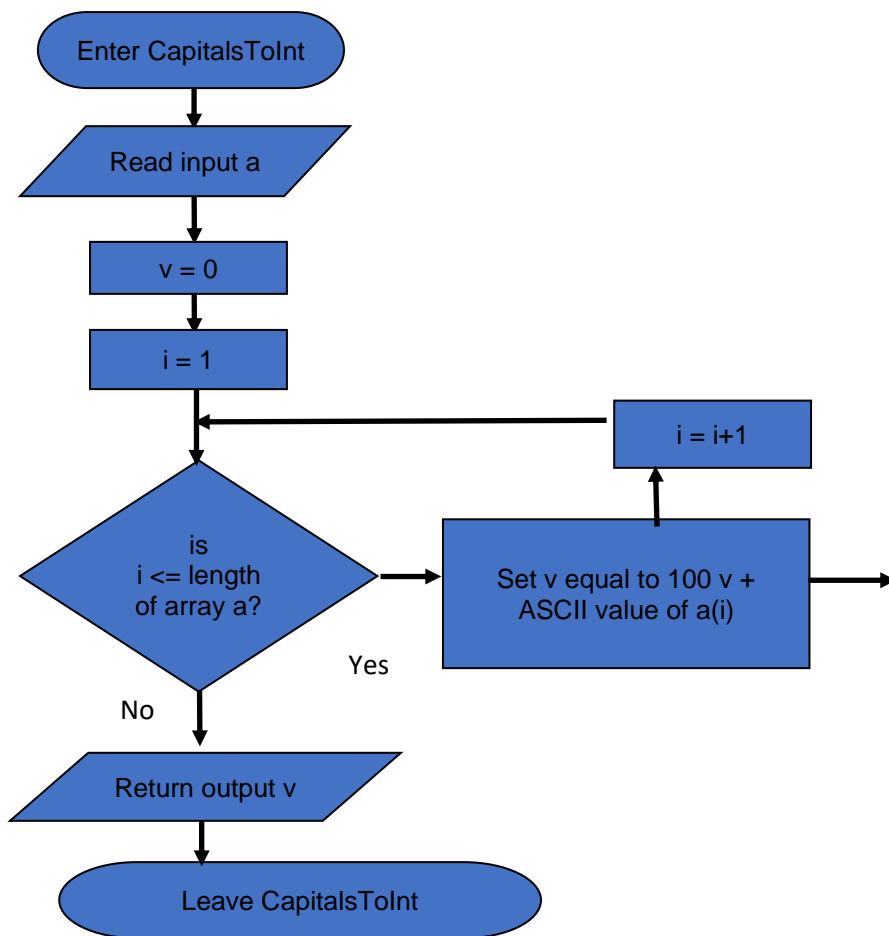 Enter CapitalsToInt
Read input a
v = 0
i = 1
i = i+1
is
i <= length
of array a?
Set v equal to 100 v +
ASCII value of a(i)
Yes
No
Return output v
Leave CapitalsToInt